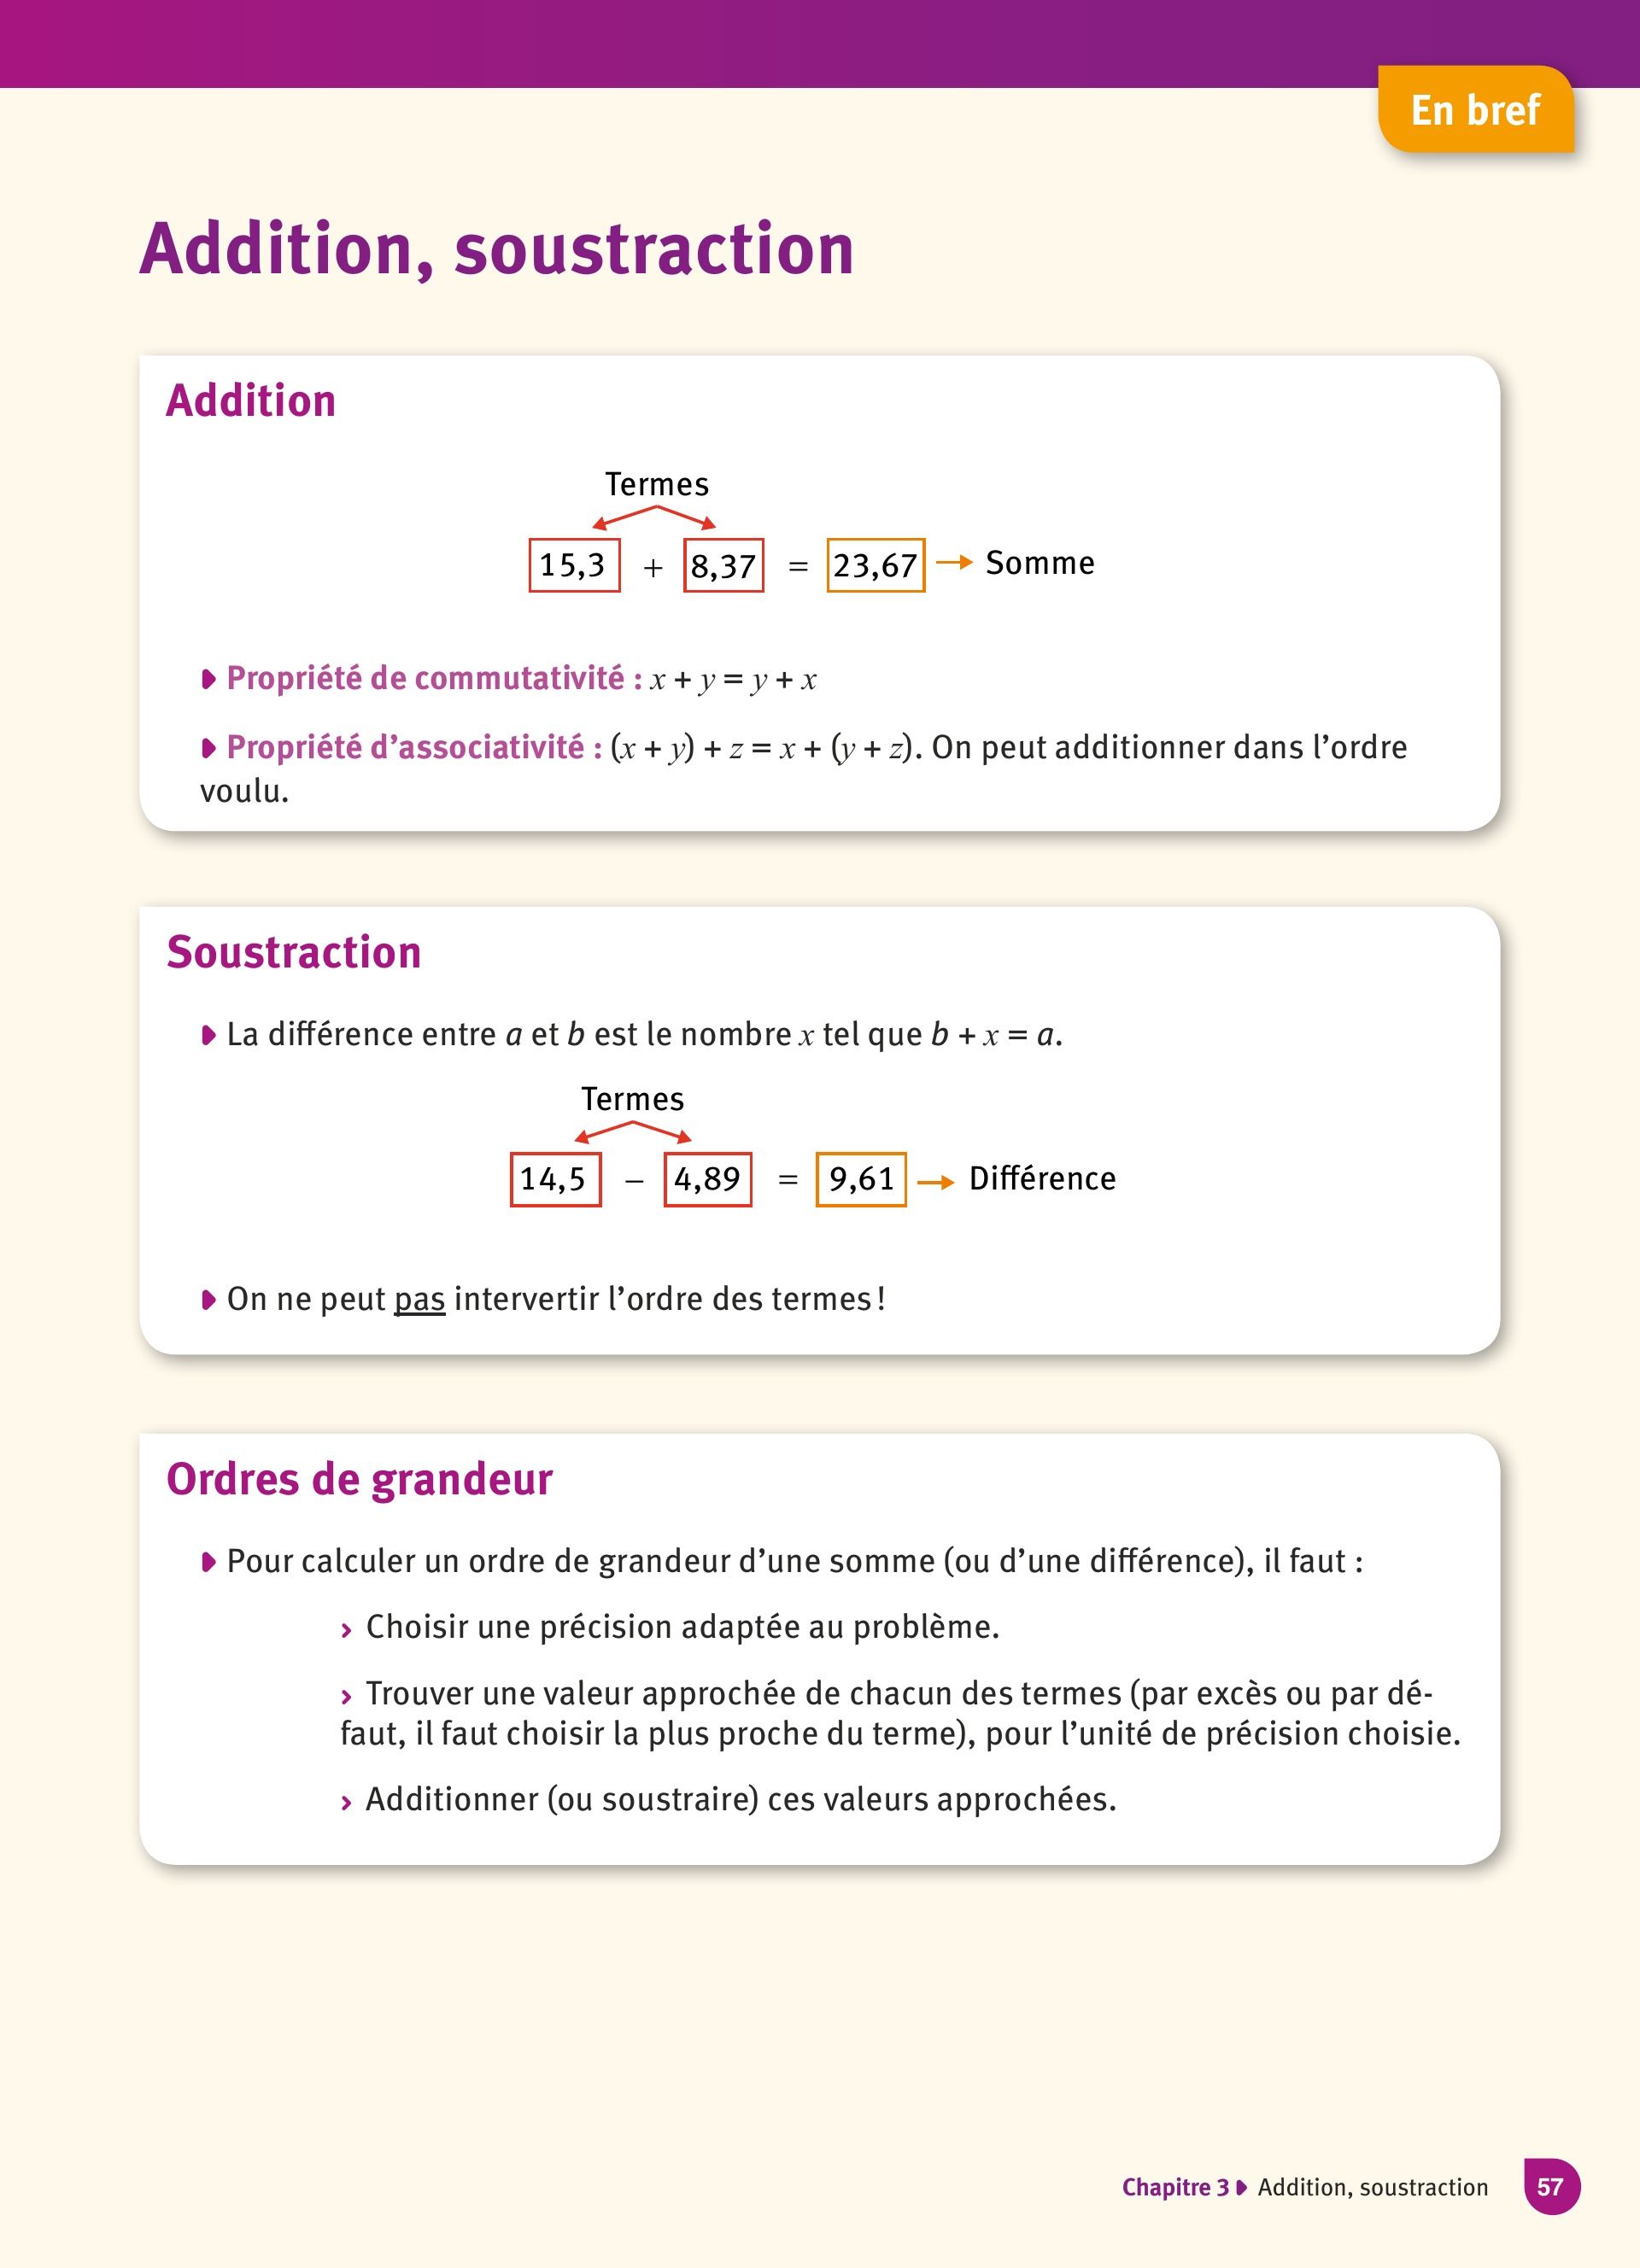 En bref
Addition, soustraction
Addition
Termes
15,3 + 8,37 = 23,67 Somme
Propriété de commutativité : x + y = y + x
Propriété d’associativité : (x + y) + z = x + (y + z). On peut additionner dans l’ordre
voulu.
Soustraction
La différence entre a et b est le nombre x tel que b + x = a.
Termes
14,5 – 4,89 = 9,61 Différence
On ne peut pas intervertir l’ordre des termes !
Ordres de grandeur
Pour calculer un ordre de grandeur d’une somme (ou d’une différence), il faut :
› Choisir une précision adaptée au problème.
› Trouver une valeur approchée de chacun des termes (par excès ou par dé-
faut, il faut choisir la plus proche du terme), pour l’unité de précision choisie.
› Additionner (ou soustraire) ces valeurs approchées.
Chapitre 3 Addition, soustraction 57